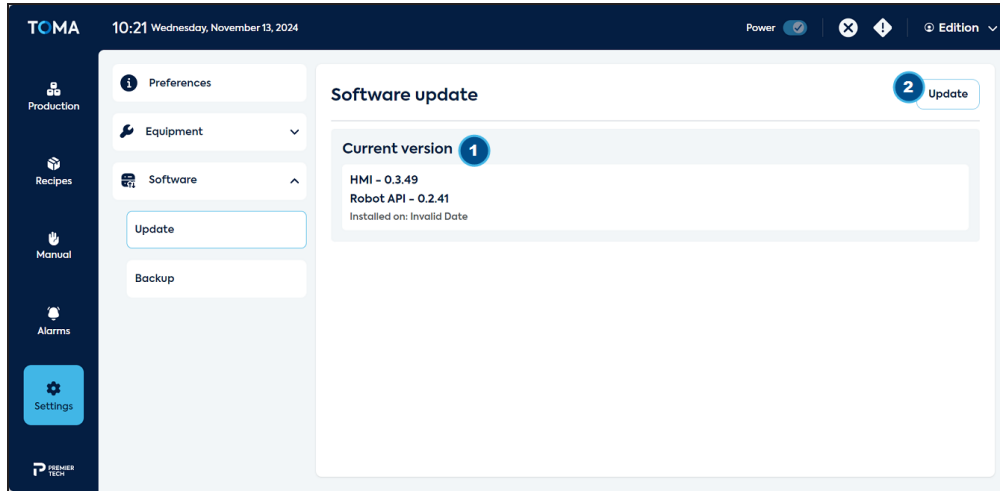 TOMA
10:21 Wednesday, November 13, 2024
Power
Edition
Production
Recipes
Manual
Alarms
Settings
PREMIER
TECH
Preferences
Equipment
Software
Update
Backup
Software update
2
Update
Current version
1
HMI - 0.3.49
Robot API - 0.2.41
Installed on: Invalid Date